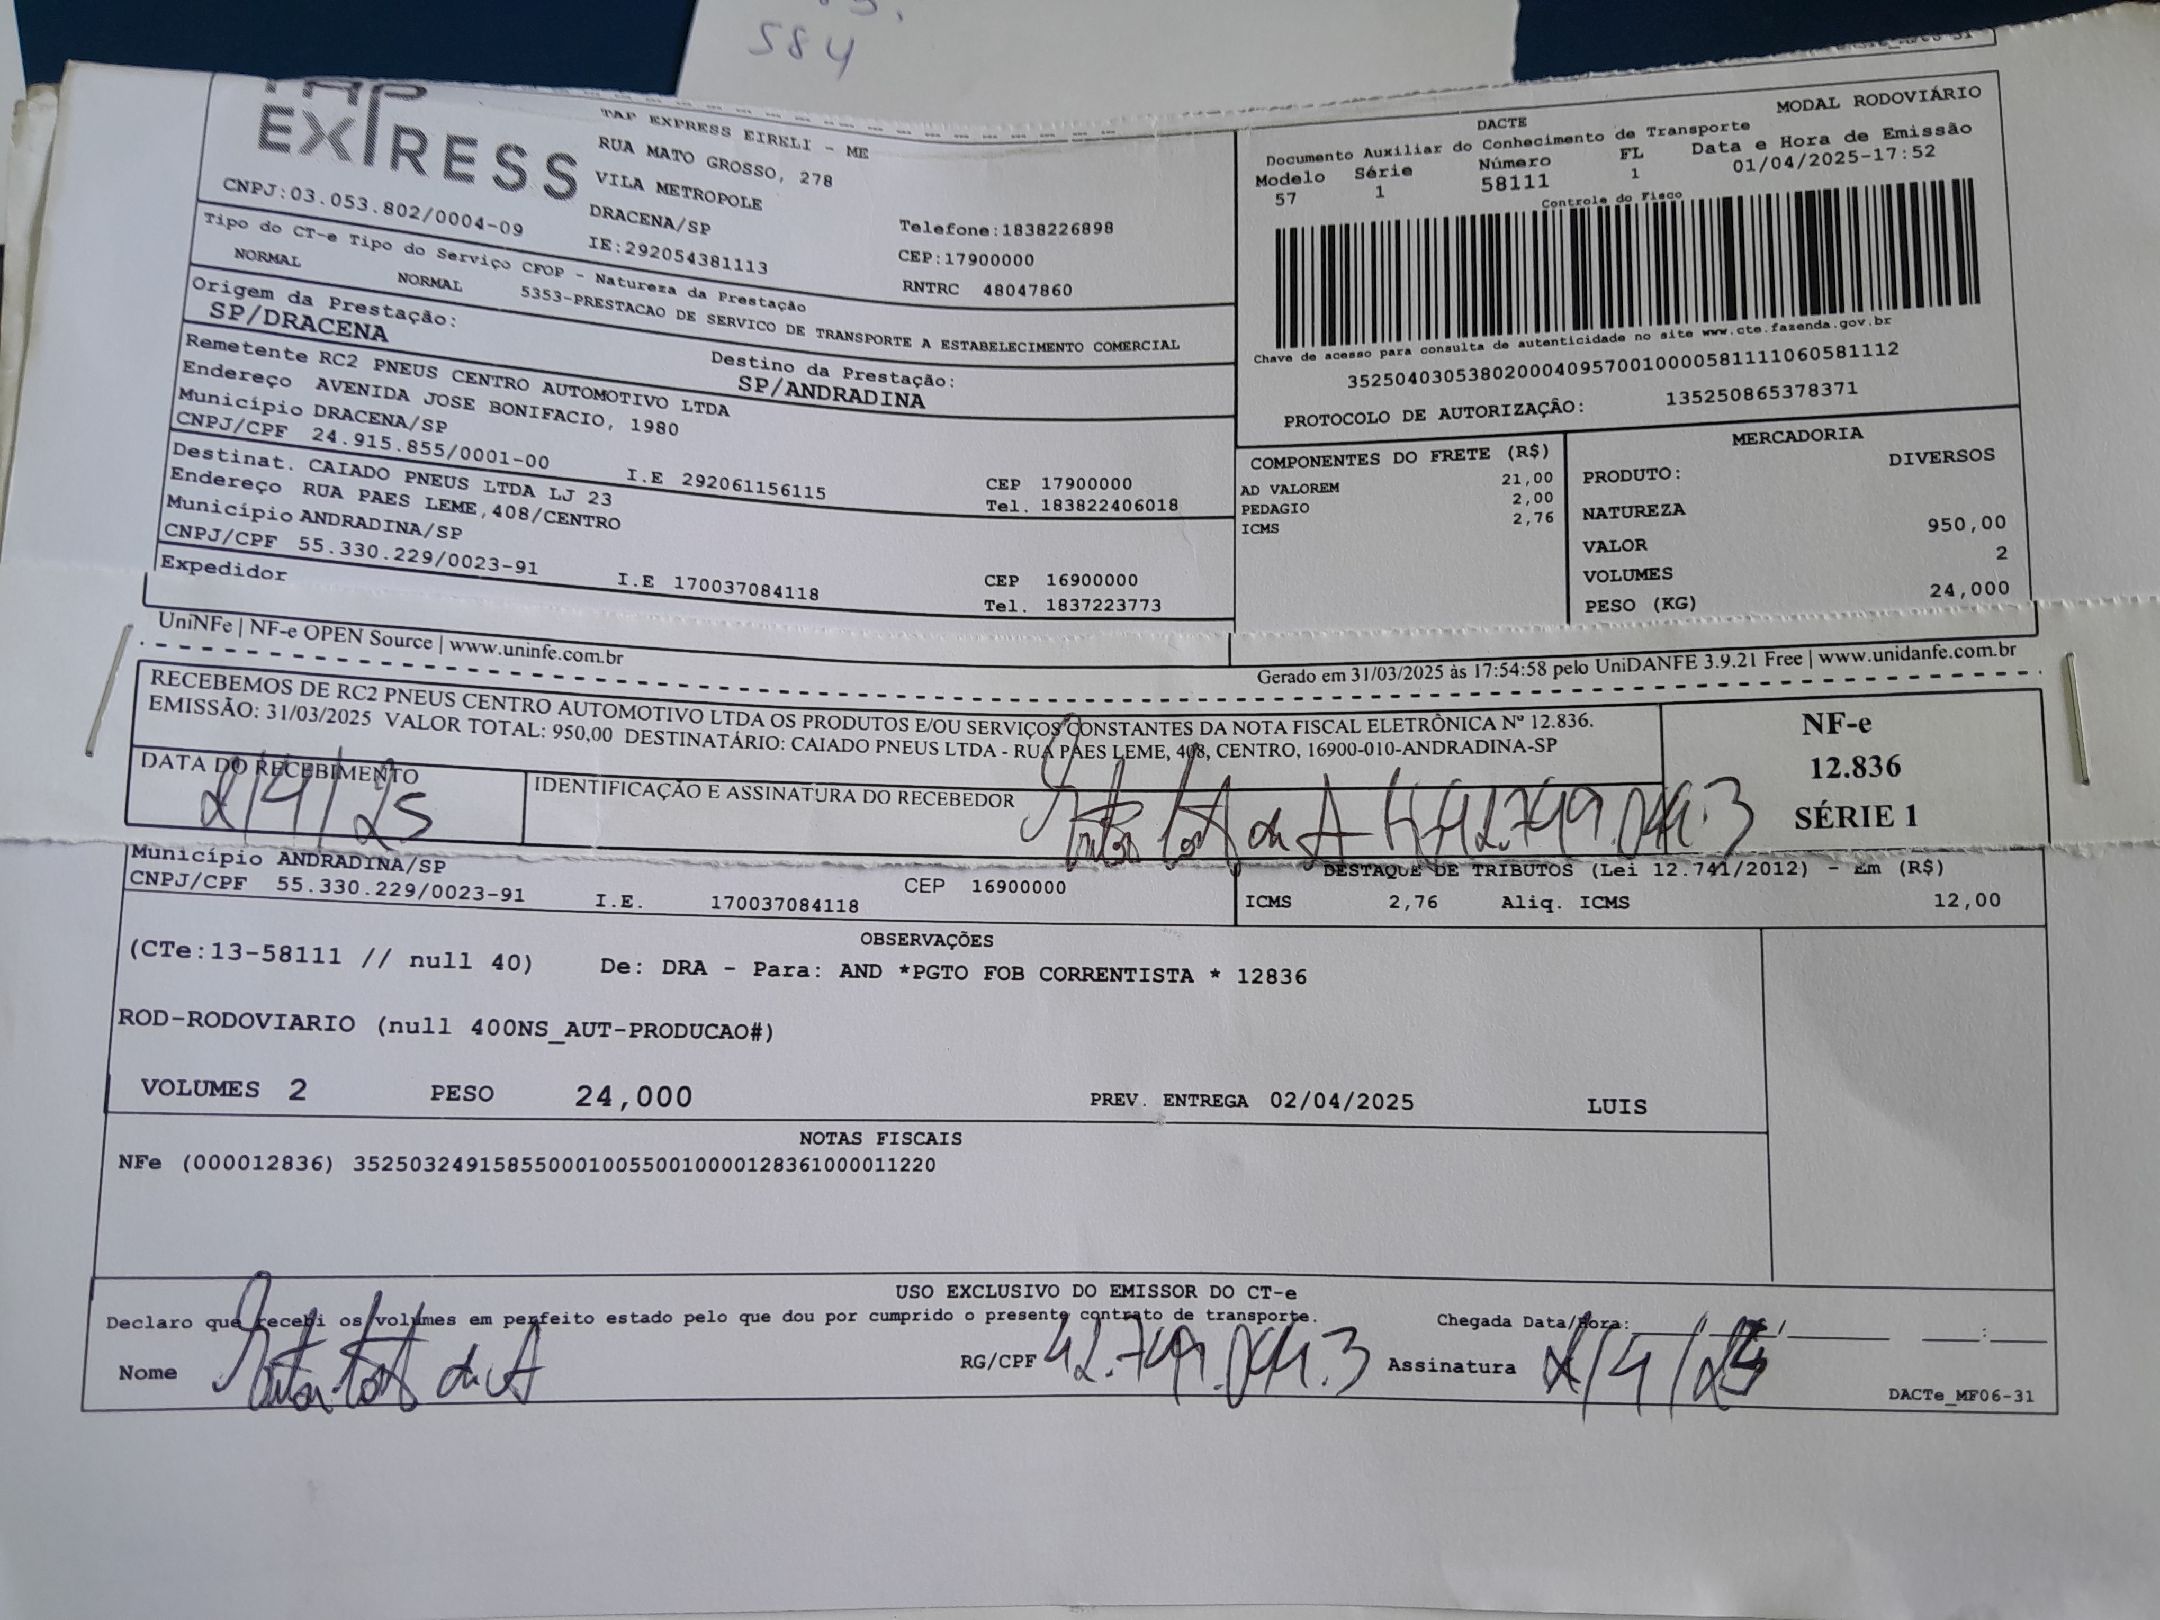 584
TAP
EXPRESS
TAP EXPRESS EIRELI - ME
RUA MATO GROSSO, 278
VILA METROPOLE
DRACENA/SP
CNPJ:03.053.802/0004-09
IE:292054381113
Telefone:1838226898
CEP:17900000
RNTRC 48047860
Tipo do CT-e Tipo do Serviço CFOP - Natureza da Prestação
NORMAL NORMAL 5353-PRESTACAO DE SERVICO DE TRANSPORTE A ESTABELECIMENTO COMERCIAL
Origem da Prestação:
SP/DRACENA
Destino da Prestação:
SP/ANDRADINA
Remetente RC2 PNEUS CENTRO AUTOMOTIVO LTDA
Endereço AVENIDA JOSE BONIFACIO, 1980
Município DRACENA/SP
CNPJ/CPF 24.915.855/0001-00 I.E 292061156115
CEP 17900000
Tel. 183822406018
Destinat. CAIADO PNEUS LTDA LJ 23
Endereço RUA PAES LEME,408/CENTRO
Município ANDRADINA/SP
CNPJ/CPF 55.330.229/0023-91 I.E 170037084118
CEP 16900000
Tel. 1837223773
Expedidor
DACTE
MODAL RODOVIÁRIO
Documento Auxiliar do Conhecimento de Transporte
Modelo Série Número FL Data e Hora de Emissão
57 1 58111 1 01/04/2025-17:52
Controle do Fisco
Chave de acesso para consulta de autenticidade no site www.cte.fazenda.gov.br
35250403053802000409570010000581111060581112
PROTOCOLO DE AUTORIZAÇÂO: 135250865378371
COMPONENTES DO FRETE (R$)
AD VALOREM 21,00
PEDAGIO 2,00
ICMS 2,76
MERCADORIA
PRODUTO: DIVERSOS
NATUREZA
VALOR 950,00
VOLUMES 2
PESO (KG) 24,000
UniNFe | NF-e OPEN Source | www.uninfe.com.br
Gerado em 31/03/2025 às 17:54:58 pelo UniDANFE 3.9.21 Free | www.unidanfe.com.br
RECEBEMOS DE RC2 PNEUS CENTRO AUTOMOTIVO LTDA OS PRODUTOS E/OU SERVIÇOS CONSTANTES DA NOTA FISCAL ELETRÔNICA Nº 12.836.
EMISSÃO: 31/03/2025 VALOR TOTAL: 950,00 DESTINATÁRIO: CAIADO PNEUS LTDA - RUA PAES LEME, 408, CENTRO, 16900-010-ANDRADINA-SP
NF-e
12.836
SÉRIE 1
DATA DO RECEBIMENTO
2/4/25
IDENTIFICAÇÃO E ASSINATURA DO RECEBEDOR
Município ANDRADINA/SP
CNPJ/CPF 55.330.229/0023-91 I.E. 170037084118
CEP 16900000
DESTAQUE DE TRIBUTOS (Lei 12.741/2012) - Em (R$)
ICMS 2,76 Aliq. ICMS 12,00
OBSERVAÇÕES
(CTe:13-58111 // null 40) De: DRA - Para: AND *PGTO FOB CORRENTISTA * 12836
ROD-RODOVIARIO (null 400NS_AUT-PRODUCAO#)
VOLUMES 2 PESO 24,000 PREV. ENTREGA 02/04/2025 LUIS
NOTAS FISCAIS
NFe (000012836) 35250324915855000100550010000128361000011220
USO EXCLUSIVO DO EMISSOR DO CT-e
Declaro que recebi os volumes em perfeito estado pelo que dou por cumprido o presente contrato de transporte.
Chegada Data/Hora:
Nome
RG/CPF
Assinatura 2/4/25
DACTe_MF06-31